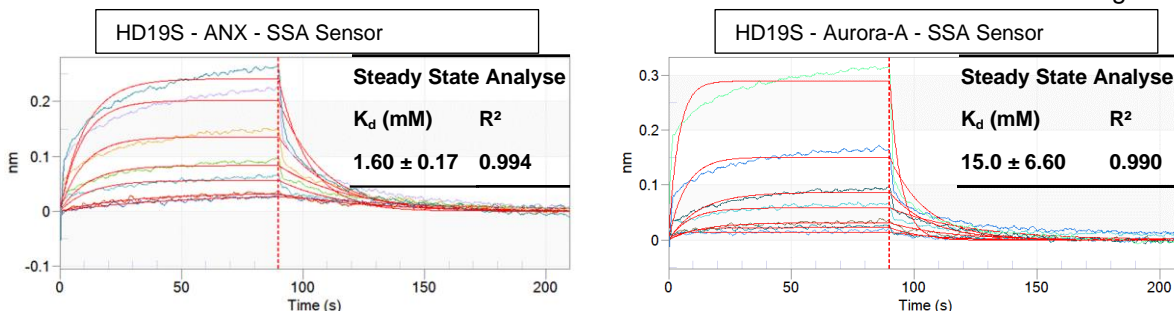 HD19S - ANX - SSA Sensor
Steady State Analyse
K_d (mM) R²
1.60 ± 0.17 0.994
nm
0.2
0.1
0
-0.1
0 50 100 150 200
Time (s)
HD19S - Aurora-A - SSA Sensor
Steady State Analyse
K_d (mM) R²
15.0 ± 6.60 0.990
nm
0.3
0.2
0.1
0
0 50 100 150 200
Time (s)